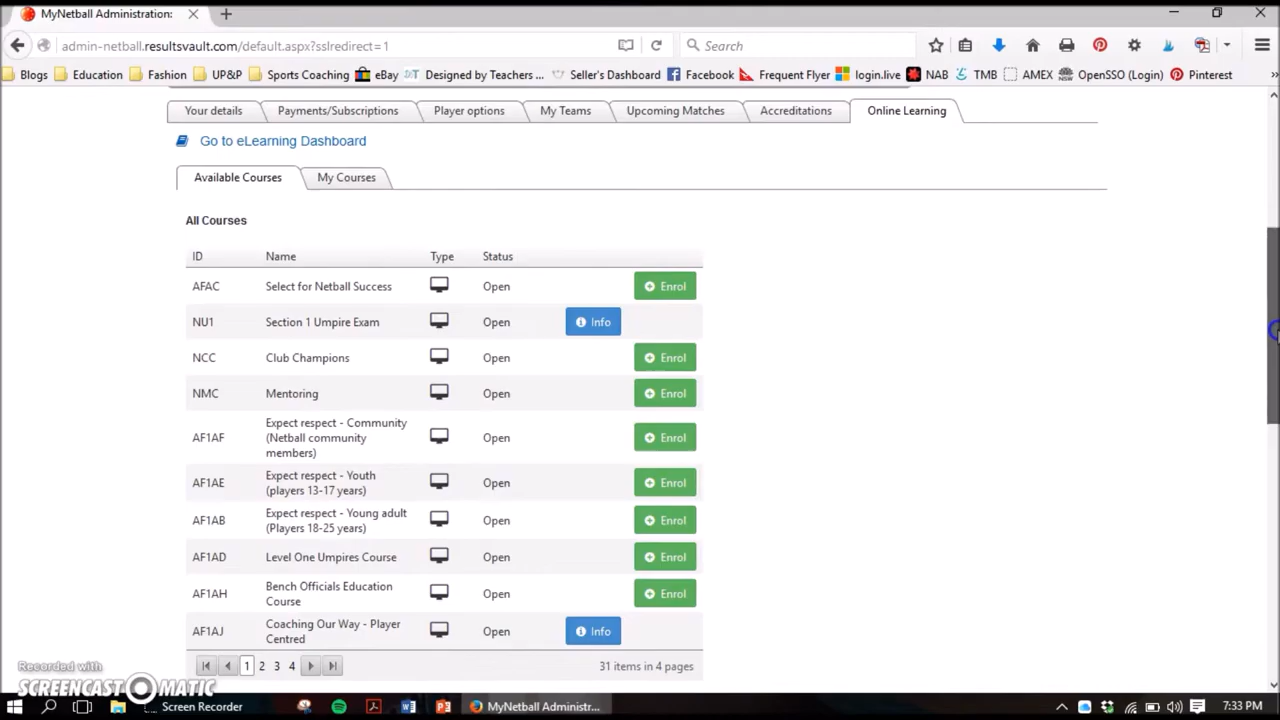 MyNetball Administration:
admin-netball.resultsvault.com/default.aspx?sslredirect=1
Search
Blogs Education Fashion UP&P Sports Coaching eBay Designed by Teachers ... Seller's Dashboard Facebook Frequent Flyer login.live NAB TMB AMEX OpenSSO (Login) Pinterest
Your details Payments/Subscriptions Player options My Teams Upcoming Matches Accreditations Online Learning
Go to eLearning Dashboard
Available Courses My Courses
All Courses
ID Name Type Status
AFAC Select for Netball Success Open Enrol
NU1 Section 1 Umpire Exam Open Info
NCC Club Champions Open Enrol
NMC Mentoring Open Enrol
Expect respect - Community
AF1AF (Netball community Open Enrol
members)
Expect respect - Youth
AF1AE Open Enrol
(players 13-17 years)
Expect respect - Young adult
AF1AB Open Enrol
(Players 18-25 years)
AF1AD Level One Umpires Course Open Enrol
Bench Officials Education
AF1AH Open Enrol
Course
Coaching Our Way - Player
AF1AJ Open Info
Centred
1 2 3 4 31 items in 4 pages
Recorded with
SCREENCAST MATIC
Screen Recorder MyNetball Administr... 7:33 PM